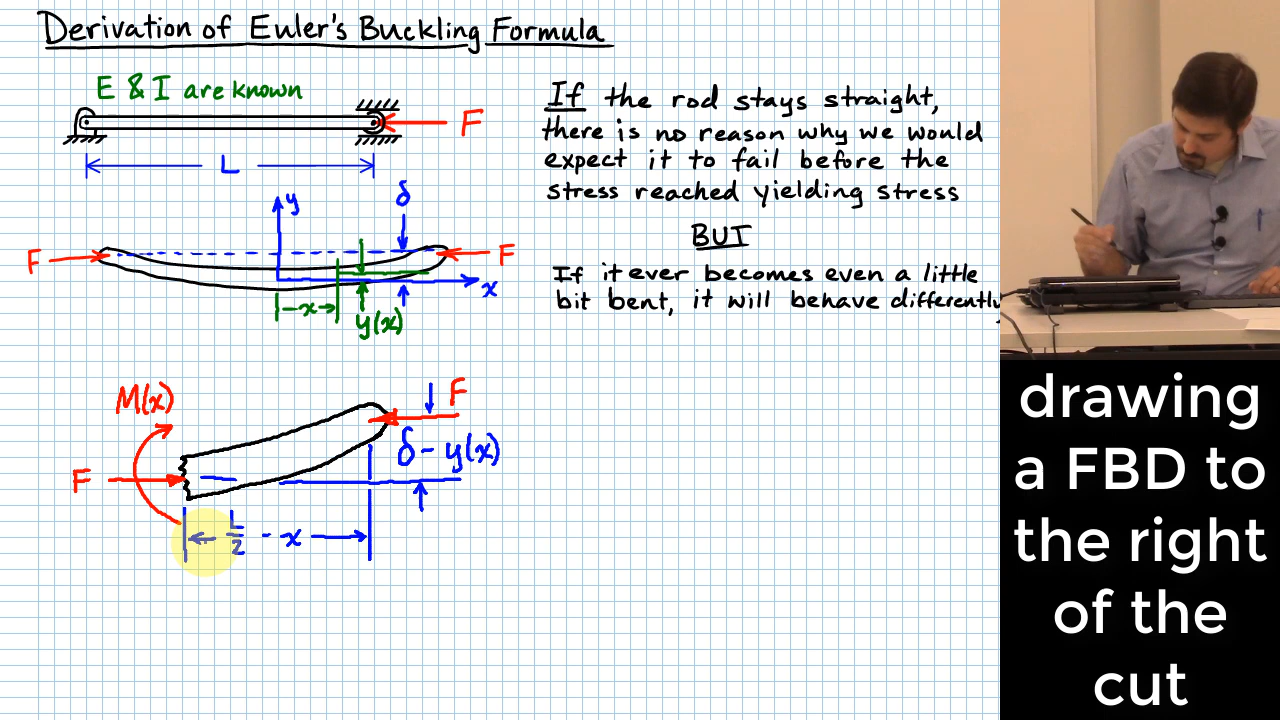 Derivation of Euler's Buckling Formula
E & I are known
F
L
If the rod stays straight,
there is no reason why we would
expect it to fail before the
stress reached yielding stress
BUT
If it ever becomes even a little
bit bent, it will behave differently
y
δ
F
F
x
x
y(x)
M(x)
F
δ - y(x)
F
L/2 - x
drawing
a FBD to
the right
of the
cut